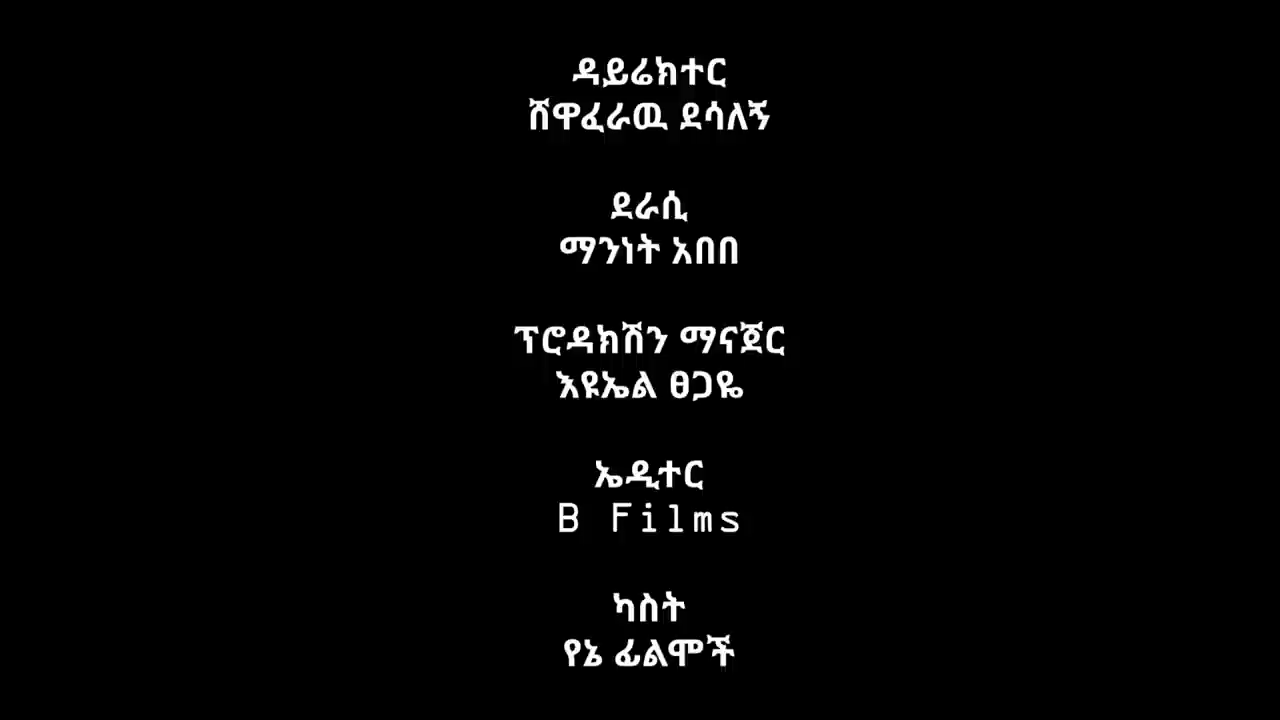 ዳይሬክተር
ሸዋፈራዉ ደሳለኝ
ደራሲ
ማንነት አበበ
ፕሮዳክሽን ማናጀር
እዩኤል ፀጋዬ
ኤዲተር
B Films
ካስት
የኔ ፊልሞች